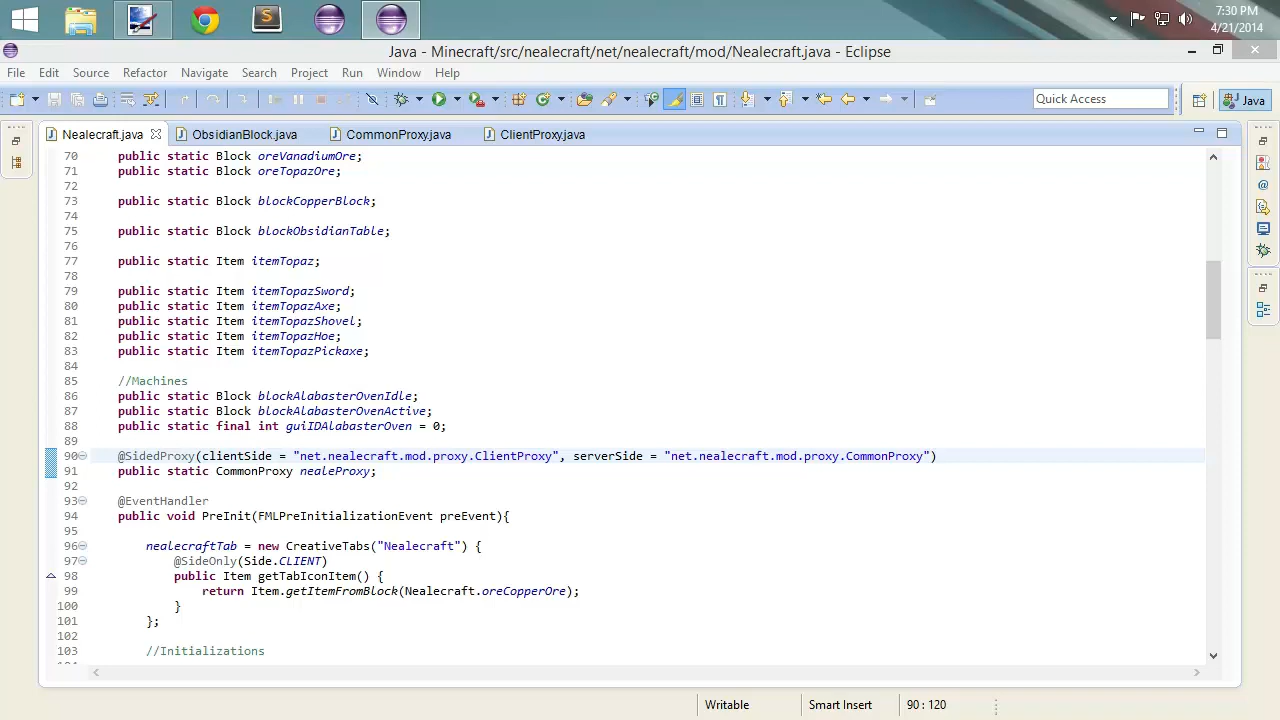 7:30 PM
4/21/2014
Java - Minecraft/src/nealecraft/net/nealecraft/mod/Nealecraft.java - Eclipse
File Edit Source Refactor Navigate Search Project Run Window Help
Quick Access
Java
Nealecraft.java ObsidianBlock.java CommonProxy.java ClientProxy.java
70 public static Block oreVanadiumOre;
71 public static Block oreTopazOre;
72
73 public static Block blockCopperBlock;
74
75 public static Block blockObsidianTable;
76
77 public static Item itemTopaz;
78
79 public static Item itemTopazSword;
80 public static Item itemTopazAxe;
81 public static Item itemTopazShovel;
82 public static Item itemTopazHoe;
83 public static Item itemTopazPickaxe;
84
85 //Machines
86 public static Block blockAlabasterOvenIdle;
87 public static Block blockAlabasterOvenActive;
88 public static final int guiIDAlabasterOven = 0;
89
90 @SidedProxy(clientSide = "net.nealecraft.mod.proxy.ClientProxy", serverSide = "net.nealecraft.mod.proxy.CommonProxy")
91 public static CommonProxy nealeProxy;
92
93 @EventHandler
94 public void PreInit(FMLPreInitializationEvent preEvent){
95
96 nealecraftTab = new CreativeTabs("Nealecraft") {
97 @SideOnly(Side.CLIENT)
98 public Item getTabIconItem() {
99 return Item.getItemFromBlock(Nealecraft.oreCopperOre);
100 }
101 };
102
103 //Initializations
Writable Smart Insert 90 : 120